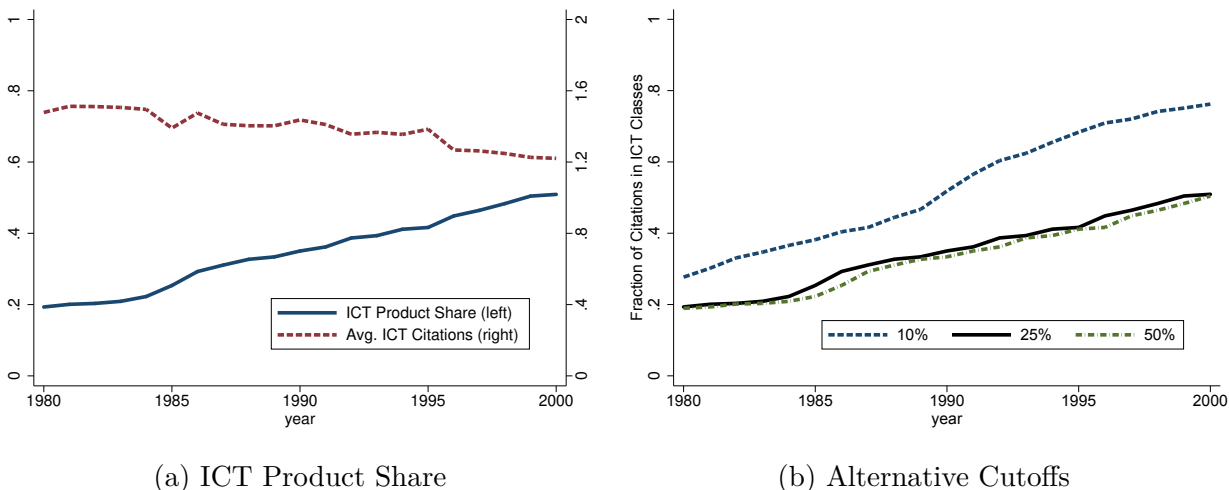 1
.8
.6
.4
.2
0
2
1.6
1.2
.8
.4
0
ICT Product Share (left)
Avg. ICT Citations (right)
1980 1985 1990 1995 2000
year
(a) ICT Product Share
Fraction of Citations in ICT Classes
1
.8
.6
.4
.2
0
10% 25% 50%
1980 1985 1990 1995 2000
year
(b) Alternative Cutoffs